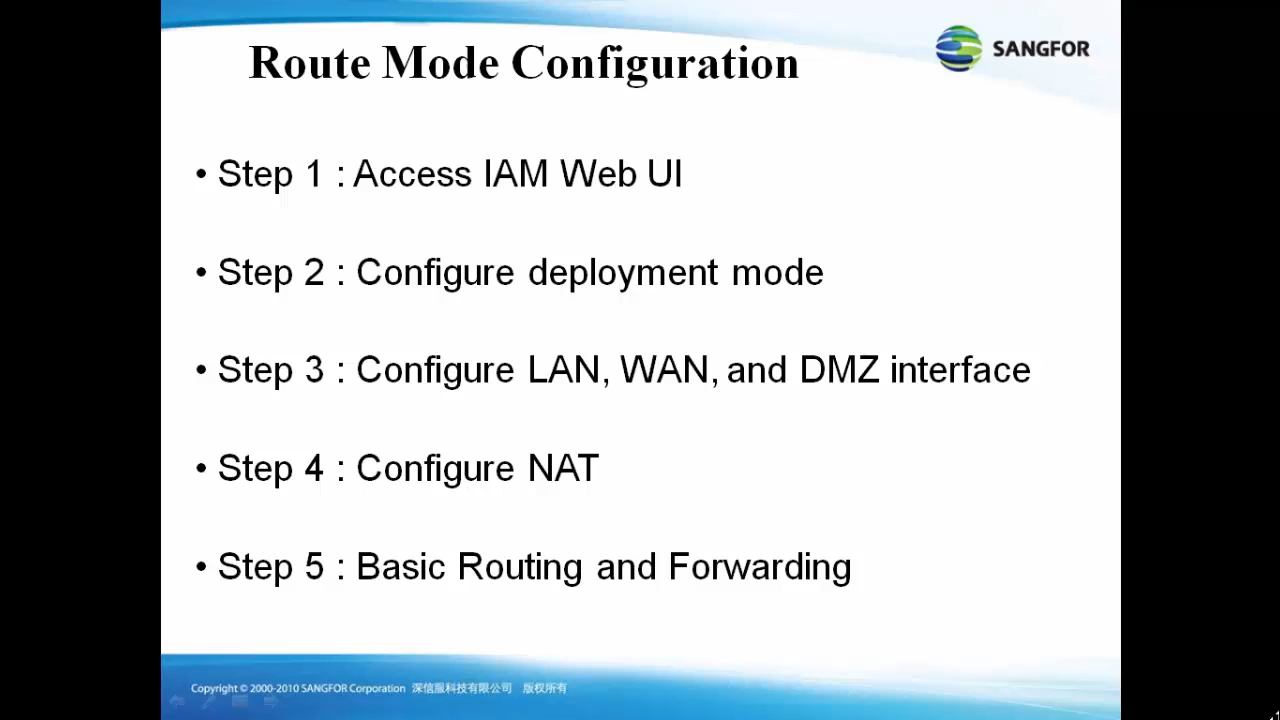 Route Mode Configuration
SANGFOR
• Step 1 : Access IAM Web UI
• Step 2 : Configure deployment mode
• Step 3 : Configure LAN, WAN, and DMZ interface
• Step 4 : Configure NAT
• Step 5 : Basic Routing and Forwarding
Copyright © 2000-2010 SANGFOR Corporation 深信服科技有限公司 版权所有